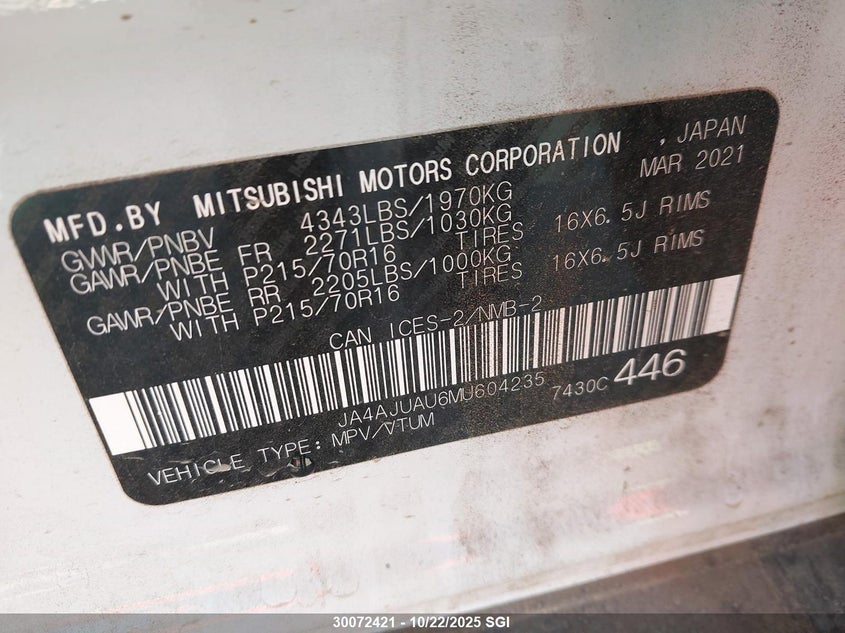 MFD.BY MITSUBISHI MOTORS CORPORATION , JAPAN
GVWR/PNBV 4343LBS/1970KG MAR 2021
GAWR/PNBE FR 2271LBS/1030KG
WITH P215/70R16 TIRES 16X6.5J RIMS
GAWR/PNBE RR 2205LBS/1000KG
WITH P215/70R16 TIRES 16X6.5J RIMS
CAN ICES-2/NMB-2
JA4AJUAU6MU604235 7430C 446
VEHICLE TYPE: MPV/VTUM
30072421 - 10/22/2025 SGI